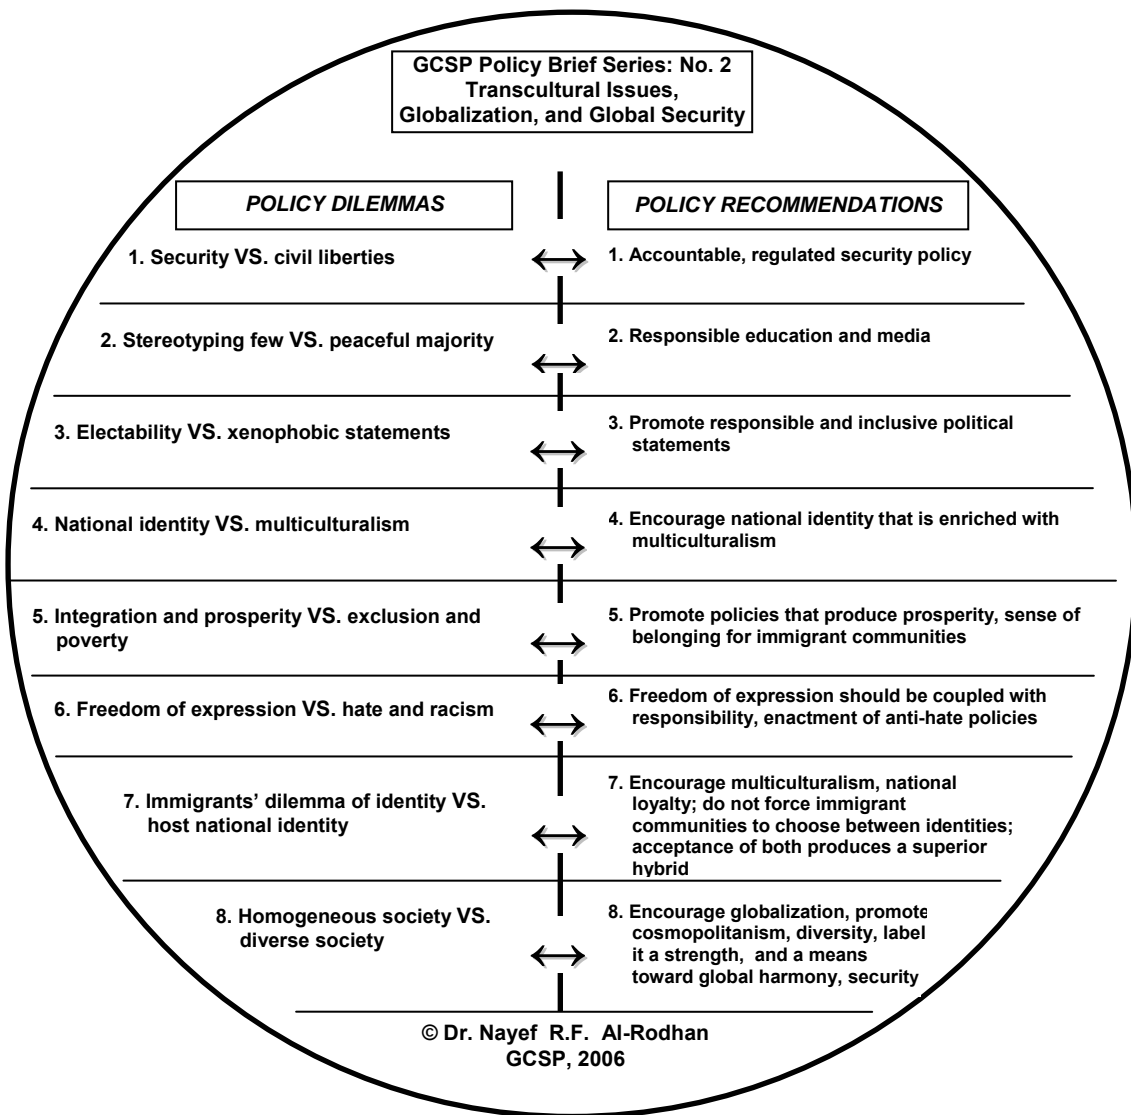 GCSP Policy Brief Series: No. 2
Transcultural Issues,
Globalization, and Global Security
POLICY DILEMMAS
POLICY RECOMMENDATIONS
1. Security VS. civil liberties
1. Accountable, regulated security policy
2. Stereotyping few VS. peaceful majority
2. Responsible education and media
3. Electability VS. xenophobic statements
3. Promote responsible and inclusive political
statements
4. National identity VS. multiculturalism
4. Encourage national identity that is enriched with
multiculturalism
5. Integration and prosperity VS. exclusion and
poverty
5. Promote policies that produce prosperity, sense of
belonging for immigrant communities
6. Freedom of expression VS. hate and racism
6. Freedom of expression should be coupled with
responsibility, enactment of anti-hate policies
7. Immigrants’ dilemma of identity VS.
host national identity
7. Encourage multiculturalism, national
loyalty; do not force immigrant
communities to choose between identities;
acceptance of both produces a superior
hybrid
8. Homogeneous society VS.
diverse society
8. Encourage globalization, promote
cosmopolitanism, diversity, label
it a strength, and a means
toward global harmony, security
© Dr. Nayef R.F. Al-Rodhan
GCSP, 2006